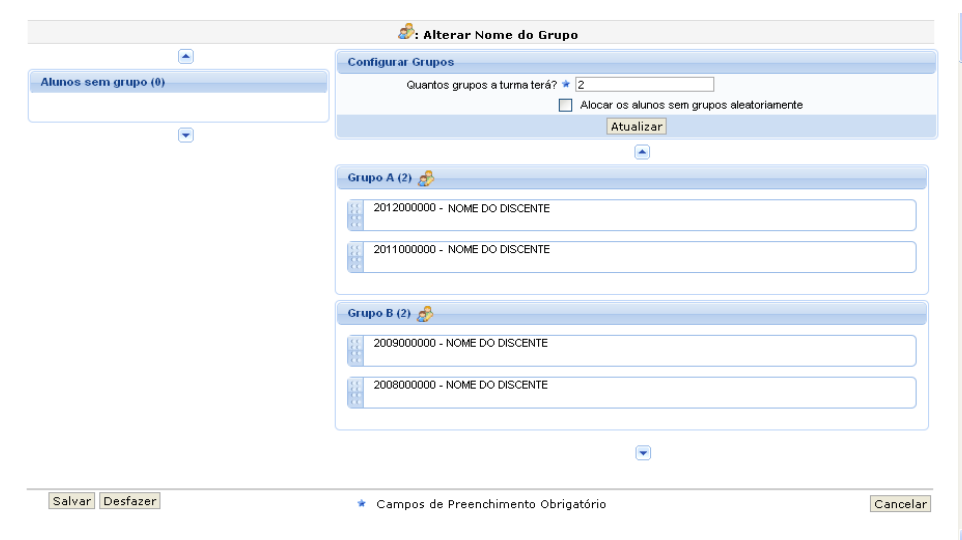 : Alterar Nome do Grupo
Alunos sem grupo (0)
Configurar Grupos
Quantos grupos a turma terá? 2
Alocar os alunos sem grupos aleatoriamente
Atualizar
Grupo A (2)
2012000000 - NOME DO DISCENTE
2011000000 - NOME DO DISCENTE
Grupo B (2)
2009000000 - NOME DO DISCENTE
2008000000 - NOME DO DISCENTE
Salvar Desfazer Campos de Preenchimento Obrigatório Cancelar